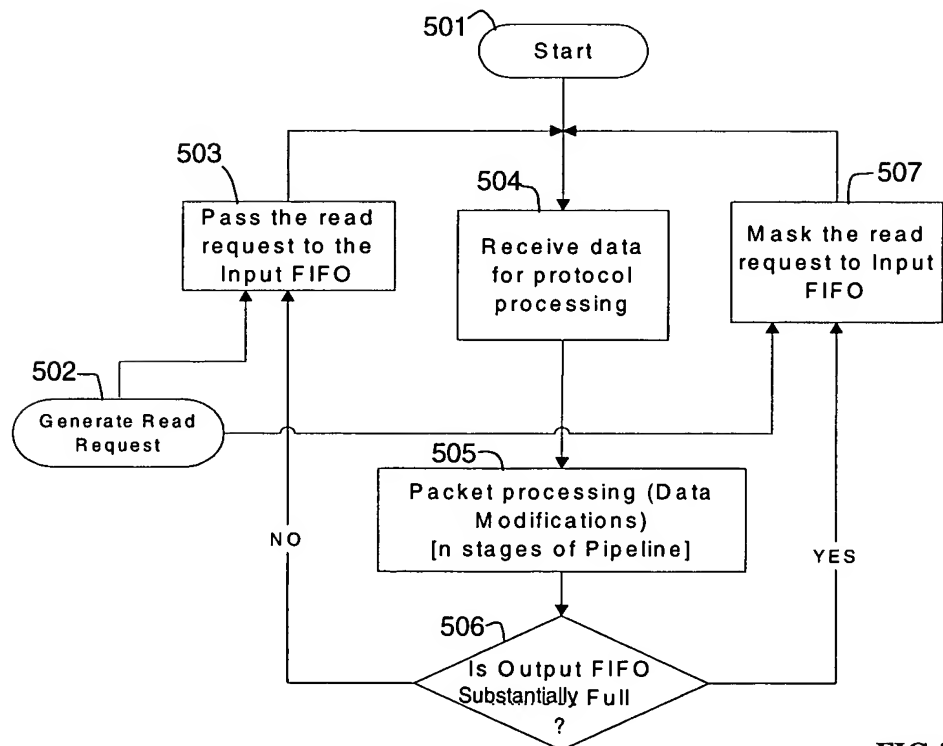 501
Start
503
Pass the read
request to the
Input FIFO
504
Receive data
for protocol
processing
507
Mask the read
request to Input
FIFO
502
Generate Read
Request
505
Packet processing (Data
Modifications)
[n stages of Pipeline]
NO
YES
506
Is Output FIFO
Substantially Full
?